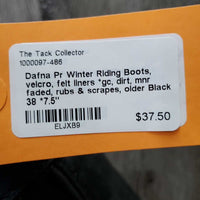 The Tack Collector
1000097-486
Dafna Pr Winter Riding Boots,
velcro, felt liners *gc, dirt, mnr
faded, rubs & scrapes, older Black
38 *7.5"
$37.50
ELJXB9